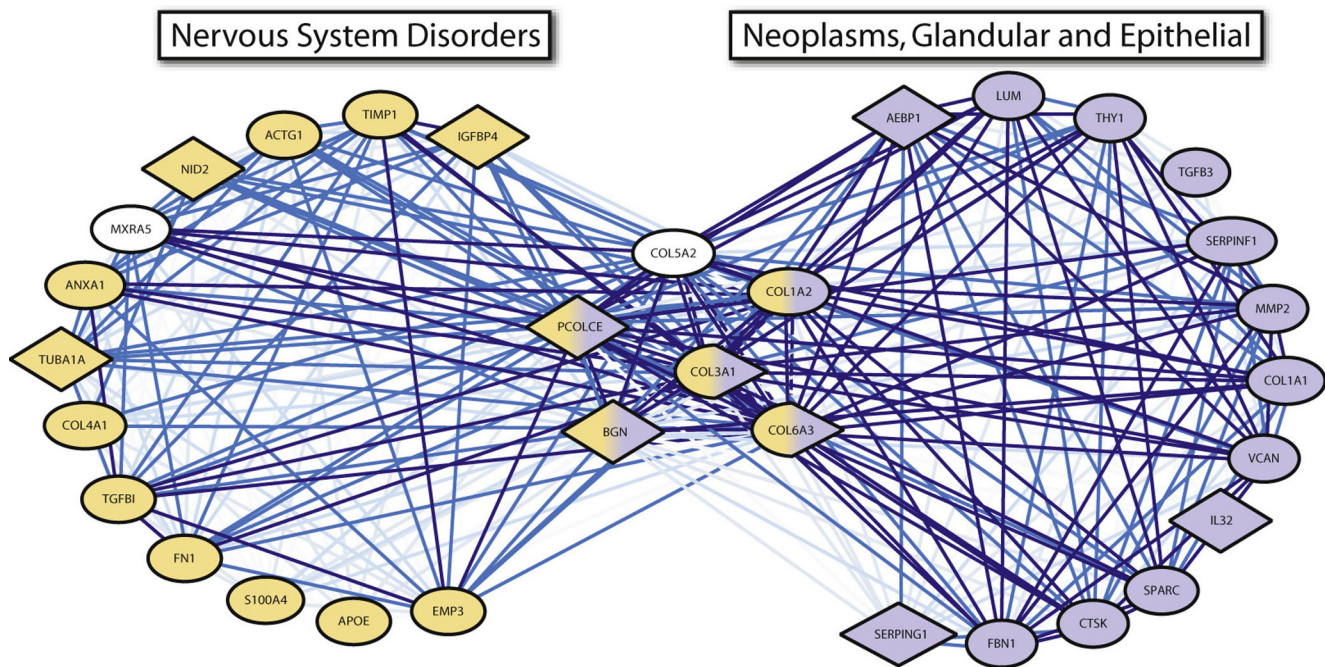 Nervous System Disorders
Neoplasms, Glandular and Epithelial
TIMP1
ACTG1
IGFBP4
NID2
MXRA5
ANXA1
TUBA1A
COL4A1
TGFBI
FN1
S100A4
APOE
EMP3
COL5A2
COL1A2
PCOLCE
COL3A1
BGN
COL6A3
AEBP1
LUM
THY1
TGFB3
SERPINF1
MMP2
COL1A1
VCAN
IL32
SPARC
CTSK
FBN1
SERPING1